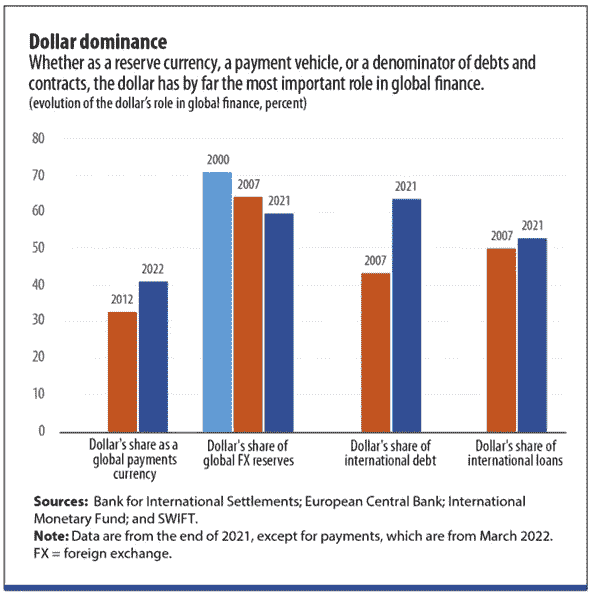 Dollar dominance
Whether as a reserve currency, a payment vehicle, or a denominator of debts and
contracts, the dollar has by far the most important role in global finance.
(evolution of the dollar's role in global finance, percent)
80
70
60
50
40
30
20
10
0
2012
2022
2000
2007
2021
2007
2021
2007
2021
Dollar's share as a
global payments
currency
Dollar's share of
global FX reserves
Dollar's share of
international debt
Dollar's share of
international loans
Sources: Bank for International Settlements; European Central Bank; International
Monetary Fund; and SWIFT.
Note: Data are from the end of 2021, except for payments, which are from March 2022.
FX = foreign exchange.